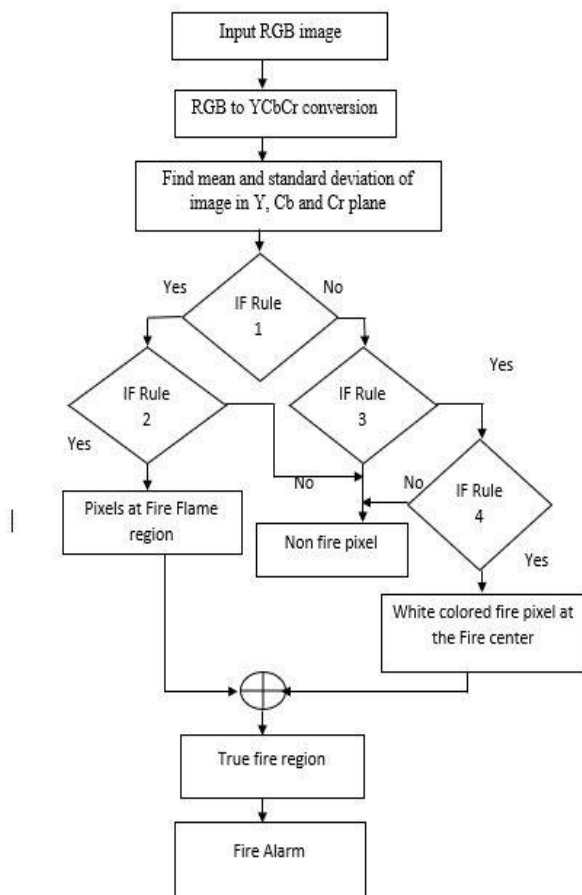 Input RGB image
RGB to YCbCr conversion
Find mean and standard deviation of
image in Y, Cb and Cr plane
Yes
No
IF Rule
1
Yes
IF Rule
2
IF Rule
3
Yes
No
No
IF Rule
4
Pixels at Fire Flame
region
Non fire pixel
Yes
White colored fire pixel at
the Fire center
True fire region
Fire Alarm